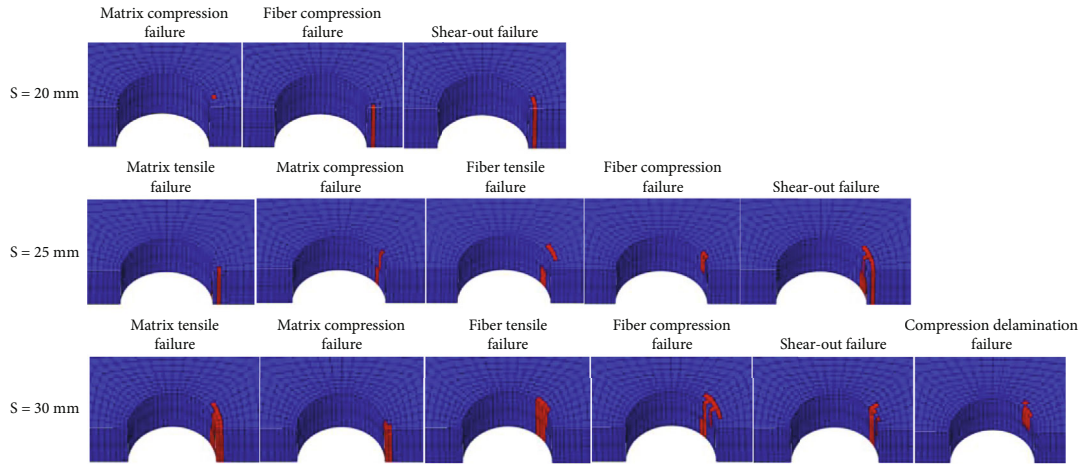 Matrix compression
failure
Fiber compression
failure
Shear-out failure
S = 20 mm
Matrix tensile
failure
Matrix compression
failure
Fiber tensile
failure
Fiber compression
failure
Shear-out failure
S = 25 mm
Matrix tensile
failure
Matrix compression
failure
Fiber tensile
failure
Fiber compression
failure
Shear-out failure
Compression delamination
failure
S = 30 mm